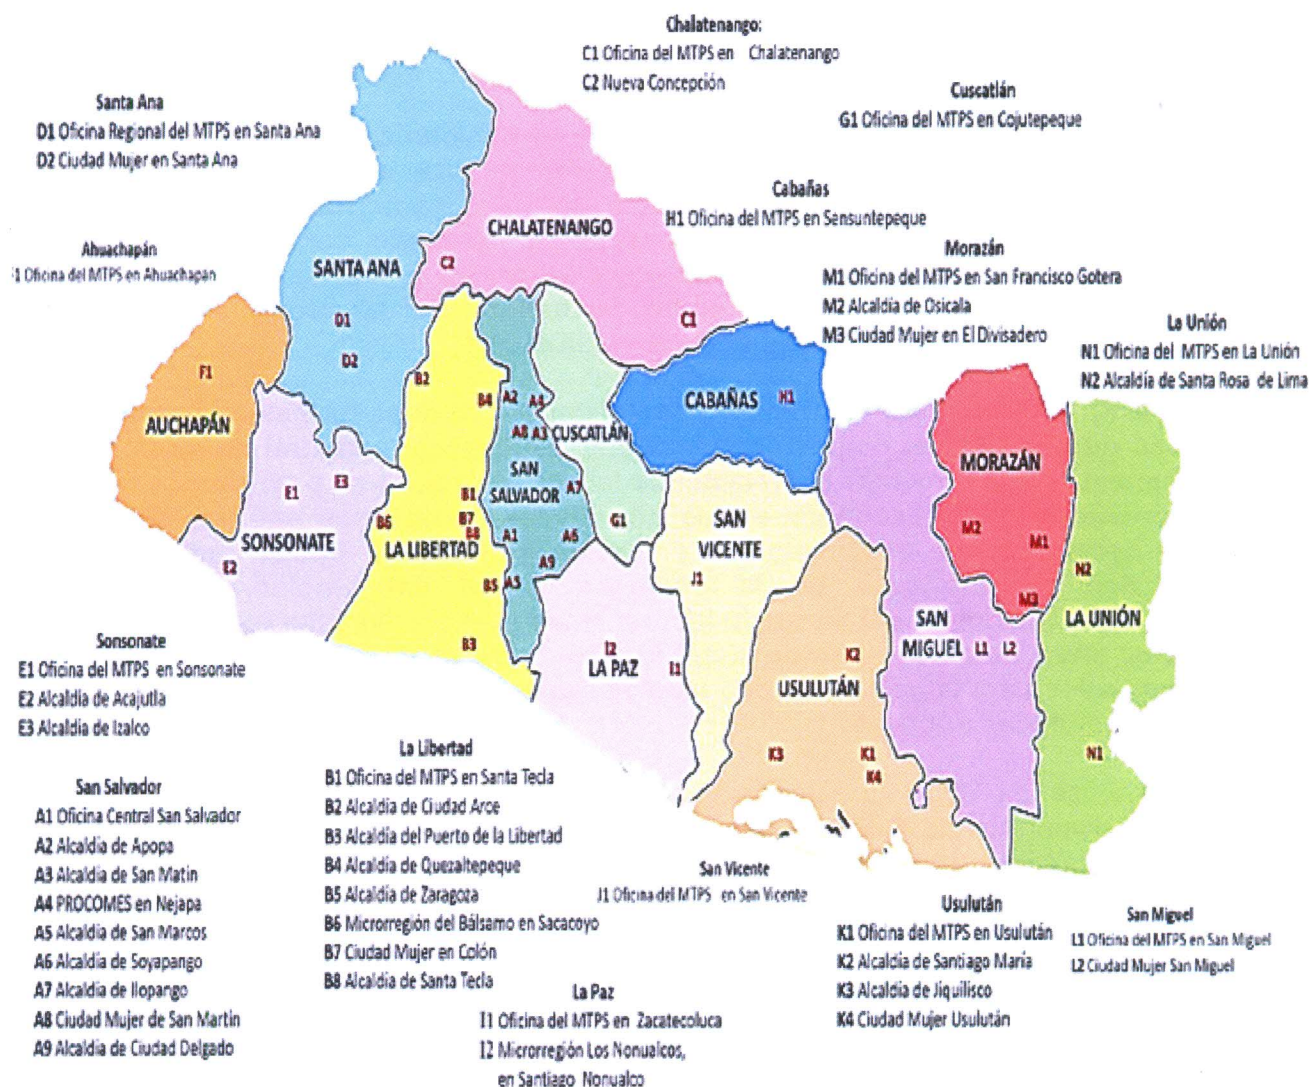 Chalatenango:
C1 Oficina del MTPS en Chalatenango
C2 Nueva Concepción
Cuscatlán
G1 Oficina del MTPS en Cojutepeque
Santa Ana
D1 Oficina Regional del MTPS en Santa Ana
D2 Ciudad Mujer en Santa Ana
Cabañas
H1 Oficina del MTPS en Sensuntepeque
Ahuachapán
1 Oficina del MTPS en Ahuachapan
Morazán
M1 Oficina del MTPS en San Francisco Gotera
M2 Alcaldía de Osicala
M3 Ciudad Mujer en El Divisadero
La Unión
N1 Oficina del MTPS en La Unión
N2 Alcaldía de Santa Rosa de Lima
CHALATENANGO
C2
C1
SANTA ANA
D1
D2
F1
AUCHAPÁN
B2
B4
A2
A4
A8
A3
CUSCATLÁN
CABAÑAS
H1
MORAZÁN
M2
M1
M3
E1
E3
SONSONATE
E2
B1
B6
B7
B8
LA LIBERTAD
B5
B3
SAN
SALVADOR
A7
A1
A6
A9
A5
G1
SAN
VICENTE
J1
I2
LA PAZ
I1
K2
USULUTÁN
K3
K1
K4
SAN
MIGUEL
L1
L2
N2
LA UNIÓN
N1
Sonsonate
E1 Oficina del MTPS en Sonsonate
E2 Alcaldía de Acajutla
E3 Alcaldía de Izalco
San Salvador
A1 Oficina Central San Salvador
A2 Alcaldía de Apopa
A3 Alcaldía de San Matin
A4 PROCOMES en Nejapa
A5 Alcaldía de San Marcos
A6 Alcaldía de Soyapango
A7 Alcaldía de Ilopango
A8 Ciudad Mujer de San Martin
A9 Alcaldía de Ciudad Delgado
La Libertad
B1 Oficina del MTPS en Santa Tecla
B2 Alcaldía de Ciudad Arce
B3 Alcaldía del Puerto de la Libertad
B4 Alcaldía de Quezaltepeque
B5 Alcaldía de Zaragoza
B6 Microrregión del Bálsamo en Sacacoyo
B7 Ciudad Mujer en Colón
B8 Alcaldía de Santa Tecla
La Paz
I1 Oficina del MTPS en Zacatecoluca
I2 Microrregión Los Nonualcos,
en Santiago Nonualco
San Vicente
J1 Oficina del MTPS en San Vicente
Usulután
K1 Oficina del MTPS en Usulután
K2 Alcaldía de Santiago María
K3 Alcaldía de Jiquilisco
K4 Ciudad Mujer Usulután
San Miguel
L1 Oficina del MTPS en San Miguel
L2 Ciudad Mujer San Miguel